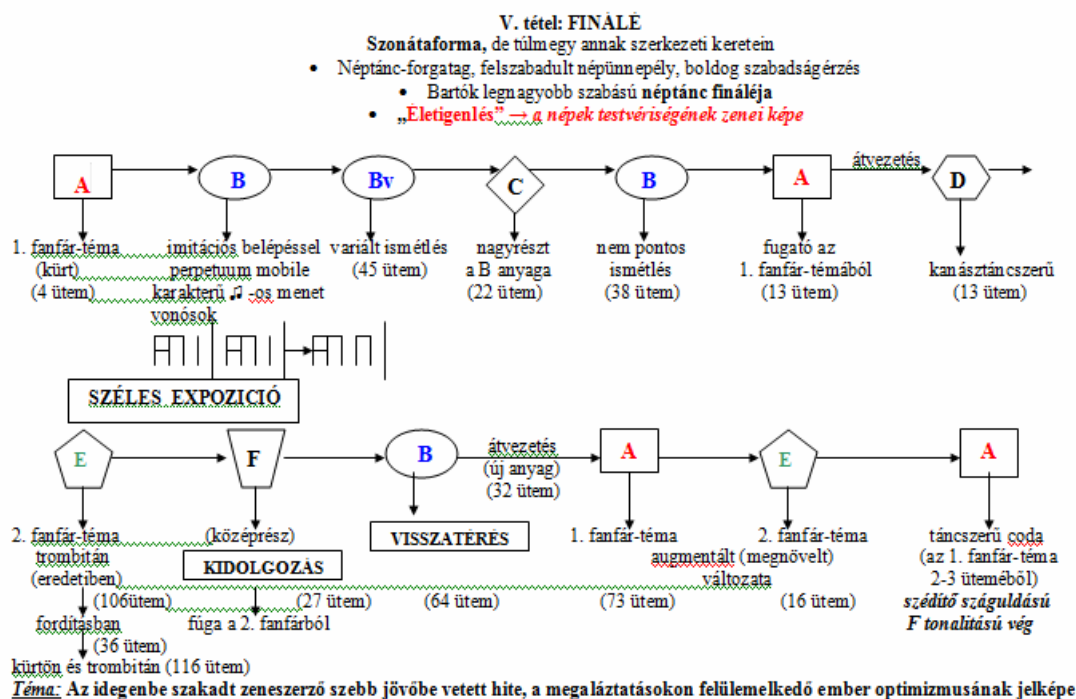 V. tétel: FINÁLÉ
Szonátaforma, de túlmegy annak szerkezeti keretein
• Néptánc-forgatag, felszabadult népünnepély, boldog szabadságérzés
• Bartók legnagyobb szabású néptánc fináléja
• „Életigenlés” → a népek testvériségének zenei képe
átvezetés
A B Bv C B A D
1. fanfár-téma imitációs belépéssel variált ismétlés nagyrészt nem pontos fugató az kanásztáncszerű
(kürt) perpetuum mobile (45 ütem) a B anyaga ismétlés 1. fanfár-témából (13 ütem)
(4 ütem) karakterű ♫ -os menet (22 ütem) (38 ütem) (13 ütem)
vonósok
SZÉLES EXPOZICIÓ
E F B átvezetés A E A
(új anyag)
(32 ütem)
2. fanfár-téma (középrész) VISSZATÉRÉS 1. fanfár-téma 2. fanfár-téma táncszerű coda
trombitán augmentált (megnövelt) (az 1. fanfár-téma
(eredetiben) KIDOLGOZÁS változata 2-3 üteméből)
(106ütem) (27 ütem) (64 ütem) (73 ütem) (16 ütem) szédítő száguldású
fordításban fúga a 2. fanfárból F tonalitású vég
(36 ütem)
kürtön és trombitán (116 ütem)
Téma: Az idegenbe szakadt zeneszerző szebb jövőbe vetett hite, a megaláztatásokon felülemelkedő ember optimizmusának jelképe